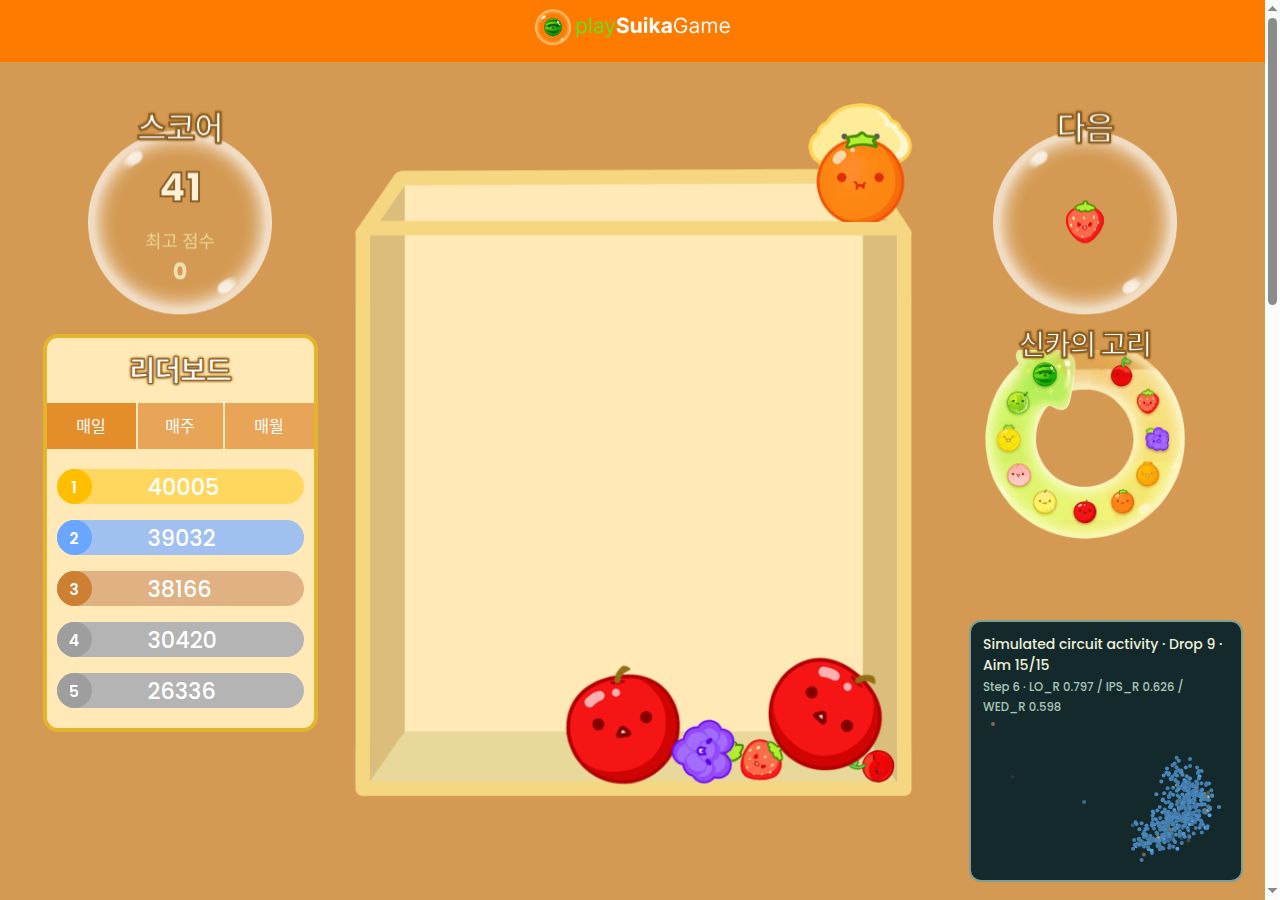 playSuikaGame
스코어
41
최고 점수
0
다음
신카의 고리
리더보드
매일 매주 매월
1 40005
2 39032
3 38166
4 30420
5 26336
Simulated circuit activity · Drop 9 ·
Aim 15/15
Step 6 · LO_R 0.797 / IPS_R 0.626 /
WED_R 0.598